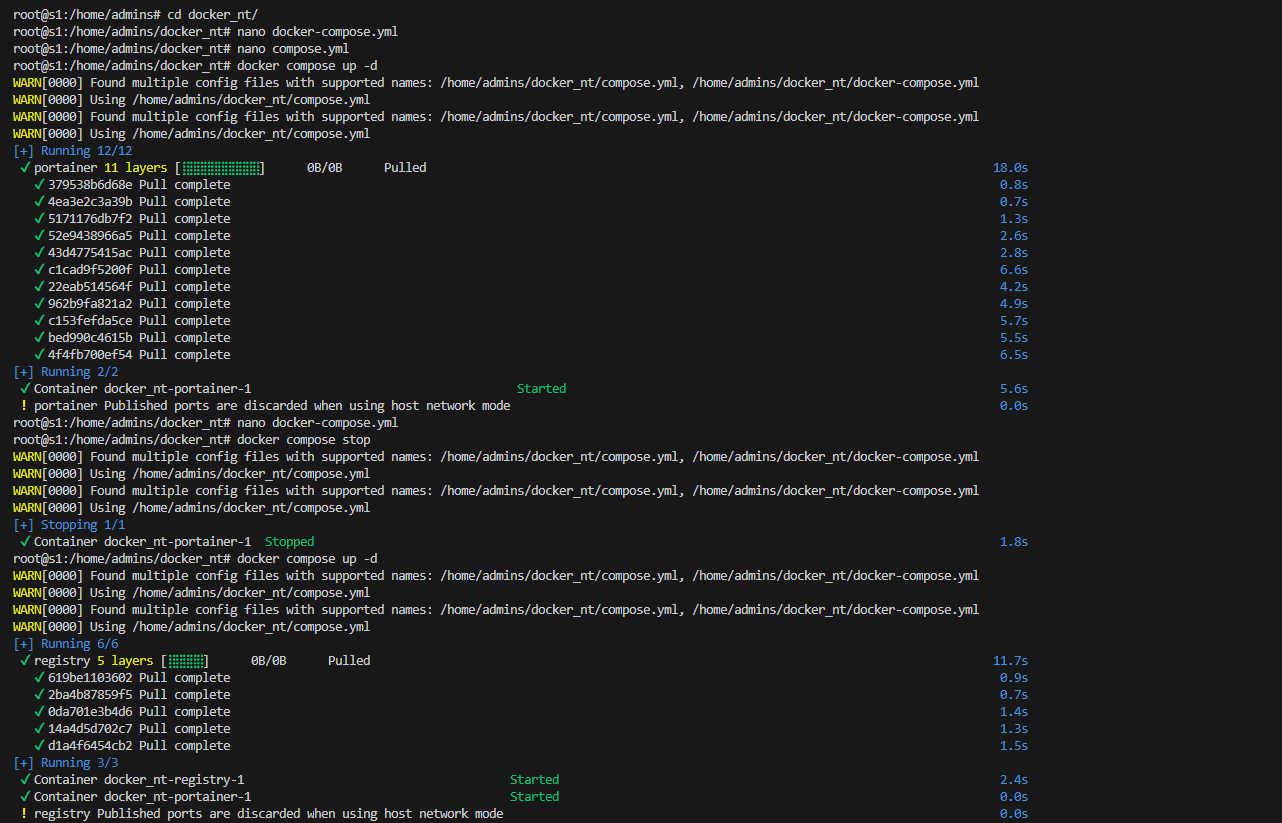 root@s1:/home/admins# cd docker_nt/
root@s1:/home/admins/docker_nt# nano docker-compose.yml
root@s1:/home/admins/docker_nt# nano compose.yml
root@s1:/home/admins/docker_nt# docker compose up -d
WARN[0000] Found multiple config files with supported names: /home/admins/docker_nt/compose.yml, /home/admins/docker_nt/docker-compose.yml
WARN[0000] Using /home/admins/docker_nt/compose.yml
WARN[0000] Found multiple config files with supported names: /home/admins/docker_nt/compose.yml, /home/admins/docker_nt/docker-compose.yml
WARN[0000] Using /home/admins/docker_nt/compose.yml
[+] Running 12/12
✓ portainer 11 layers [⣿⣿⣿⣿⣿⣿⣿⣿⣿⣿⣿] 0B/0B Pulled 18.0s
✓ 379538b6d68e Pull complete 0.8s
✓ 4ea3e2c3a39b Pull complete 0.7s
✓ 5171176db7f2 Pull complete 1.3s
✓ 52e9438966a5 Pull complete 2.6s
✓ 43d4775415ac Pull complete 2.8s
✓ c1cad9f5200f Pull complete 6.6s
✓ 22eab514564f Pull complete 4.2s
✓ 962b9fa821a2 Pull complete 4.9s
✓ c153fefda5ce Pull complete 5.7s
✓ bed990c4615b Pull complete 5.5s
✓ 4f4fb700ef54 Pull complete 6.5s
[+] Running 2/2
✓ Container docker_nt-portainer-1 Started 5.6s
! portainer Published ports are discarded when using host network mode 0.0s
root@s1:/home/admins/docker_nt# nano docker-compose.yml
root@s1:/home/admins/docker_nt# docker compose stop
WARN[0000] Found multiple config files with supported names: /home/admins/docker_nt/compose.yml, /home/admins/docker_nt/docker-compose.yml
WARN[0000] Using /home/admins/docker_nt/compose.yml
WARN[0000] Found multiple config files with supported names: /home/admins/docker_nt/compose.yml, /home/admins/docker_nt/docker-compose.yml
WARN[0000] Using /home/admins/docker_nt/compose.yml
[+] Stopping 1/1
✓ Container docker_nt-portainer-1 Stopped 1.8s
root@s1:/home/admins/docker_nt# docker compose up -d
WARN[0000] Found multiple config files with supported names: /home/admins/docker_nt/compose.yml, /home/admins/docker_nt/docker-compose.yml
WARN[0000] Using /home/admins/docker_nt/compose.yml
WARN[0000] Found multiple config files with supported names: /home/admins/docker_nt/compose.yml, /home/admins/docker_nt/docker-compose.yml
WARN[0000] Using /home/admins/docker_nt/compose.yml
[+] Running 6/6
✓ registry 5 layers [⣿⣿⣿⣿⣿] 0B/0B Pulled 11.7s
✓ 619be1103602 Pull complete 0.9s
✓ 2ba4b87859f5 Pull complete 0.7s
✓ 0da701e3b4d6 Pull complete 1.4s
✓ 14a4d5d702c7 Pull complete 1.3s
✓ d1a4f6454cb2 Pull complete 1.5s
[+] Running 3/3
✓ Container docker_nt-registry-1 Started 2.4s
✓ Container docker_nt-portainer-1 Started 0.0s
! registry Published ports are discarded when using host network mode 0.0s